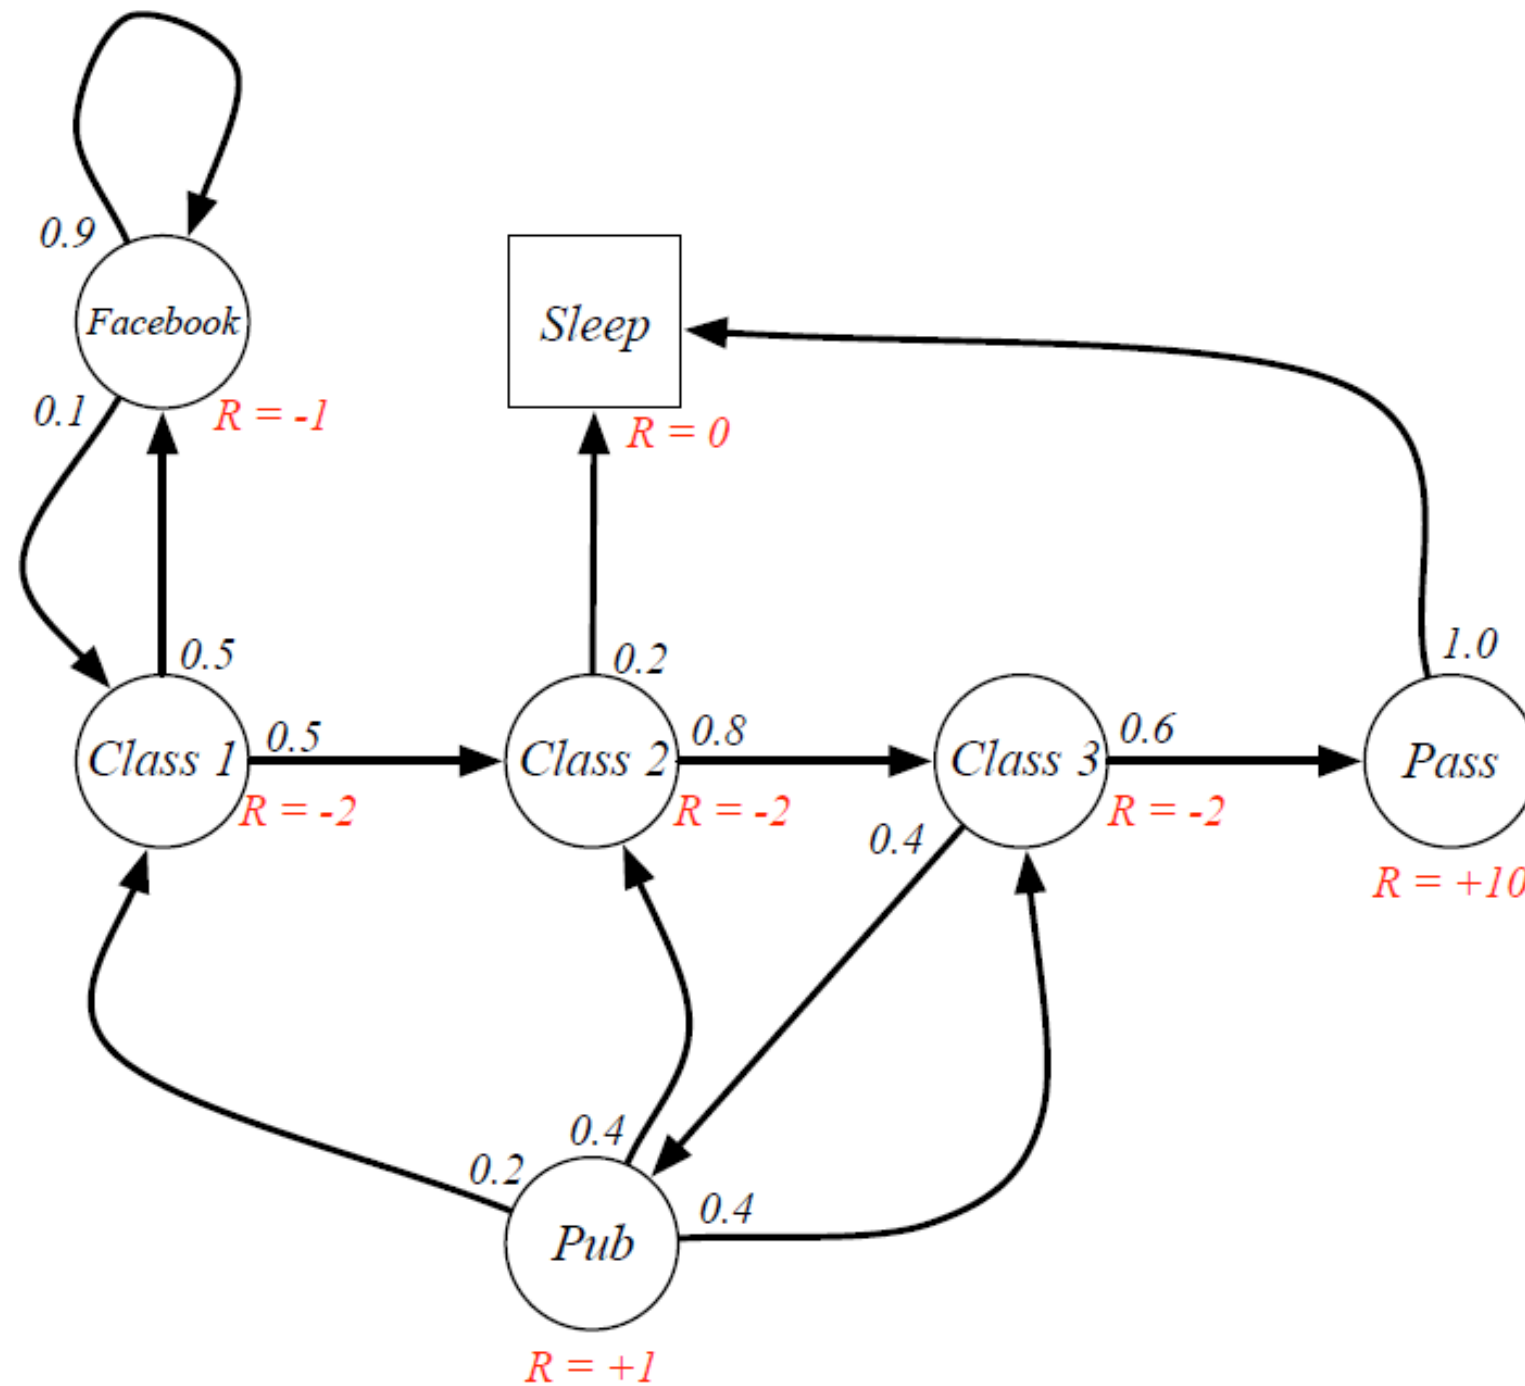 0.9
Facebook
0.1
R = -1
Sleep
R = 0
0.5
0.2
1.0
Class 1
0.5
R = -2
Class 2
0.8
R = -2
Class 3
0.6
R = -2
Pass
R = +10
0.4
0.4
0.2
0.4
Pub
R = +1